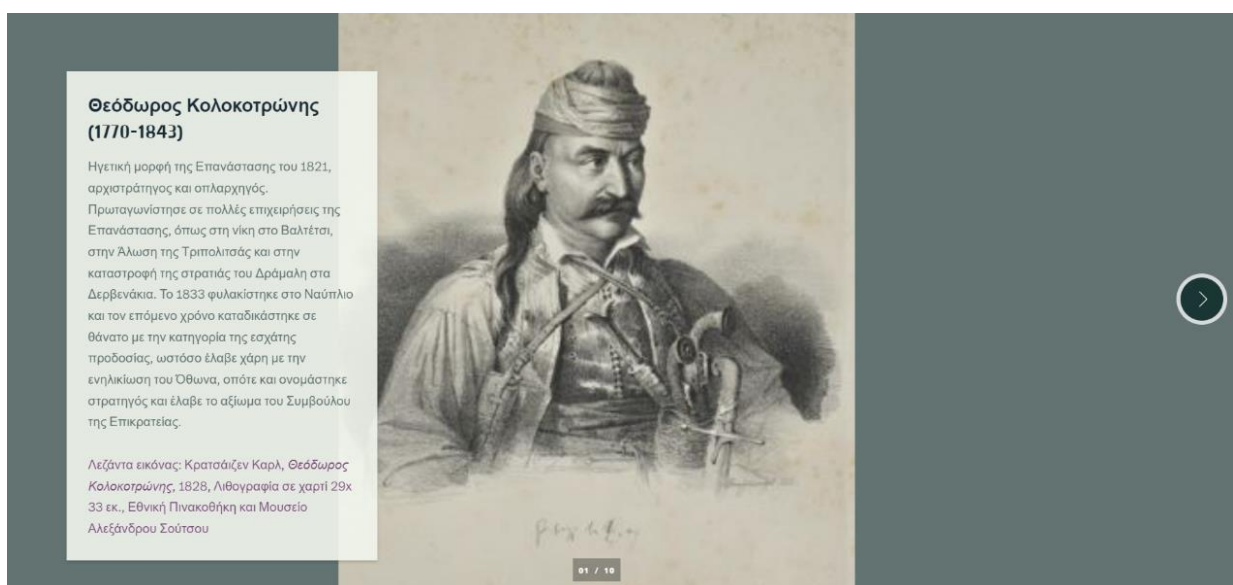 Θεόδωρος Κολοκοτρώνης
(1770-1843)
Ηγετική μορφή της Επανάστασης του 1821,
αρχιστράτηγος και οπλαρχηγός.
Πρωταγωνίστησε σε πολλές επιχειρήσεις της
Επανάστασης, όπως στη νίκη στο Βαλτέτσι,
στην Άλωση της Τριπολιτσάς και στην
καταστροφή της στρατιάς του Δράμαλη στα
Δερβενάκια. Το 1833 φυλακίστηκε στο Ναύπλιο
και τον επόμενο χρόνο καταδικάστηκε σε
θάνατο με την κατηγορία της εσχάτης
προδοσίας, ωστόσο έλαβε χάρη με την
ενηλικίωση του Όθωνα, οπότε και ονομάστηκε
στρατηγός και έλαβε το αξίωμα του Συμβούλου
της Επικρατείας.
Λεζάντα εικόνας: Κρατσάιζεν Καρλ, Θεόδωρος
Κολοκοτρώνης, 1828, Λιθογραφία σε χαρτί 29x
33 εκ., Εθνική Πινακοθήκη και Μουσείο
Αλεξάνδρου Σούτσου
01 / 10